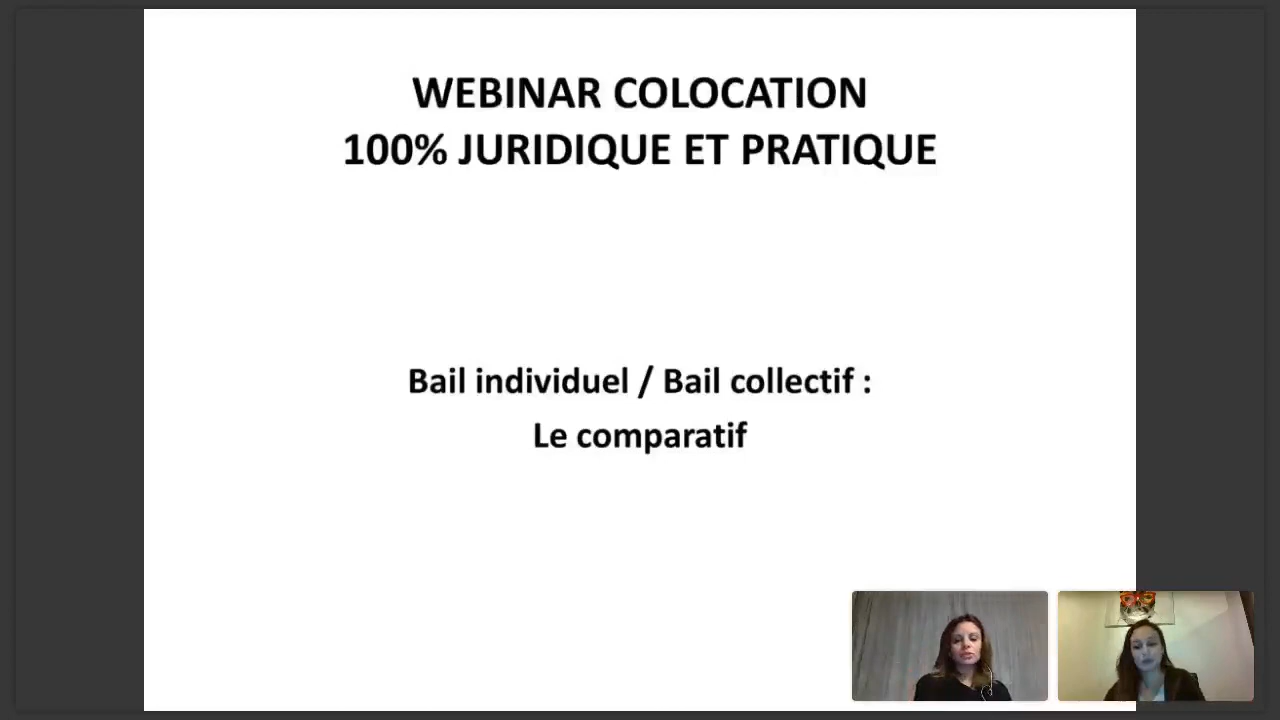 WEBINAR COLOCATION
100% JURIDIQUE ET PRATIQUE
Bail individuel / Bail collectif :
Le comparatif